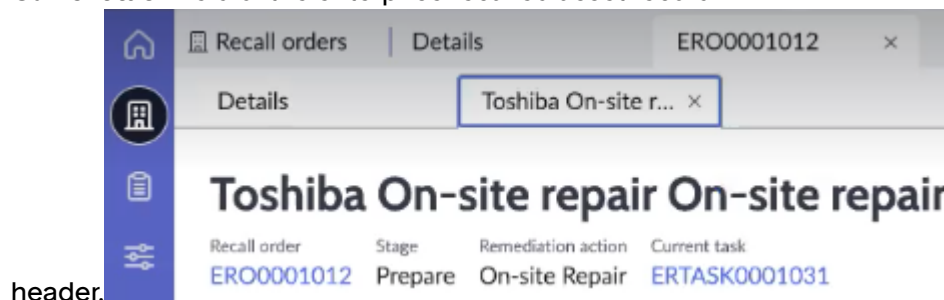 Recall orders Details ERO0001012 ×
Details Toshiba On-site r... ×
Toshiba On-site repair On-site repair
Recall order Stage Remediation action Current task
ERO0001012 Prepare On-site Repair ERTASK0001031
header.